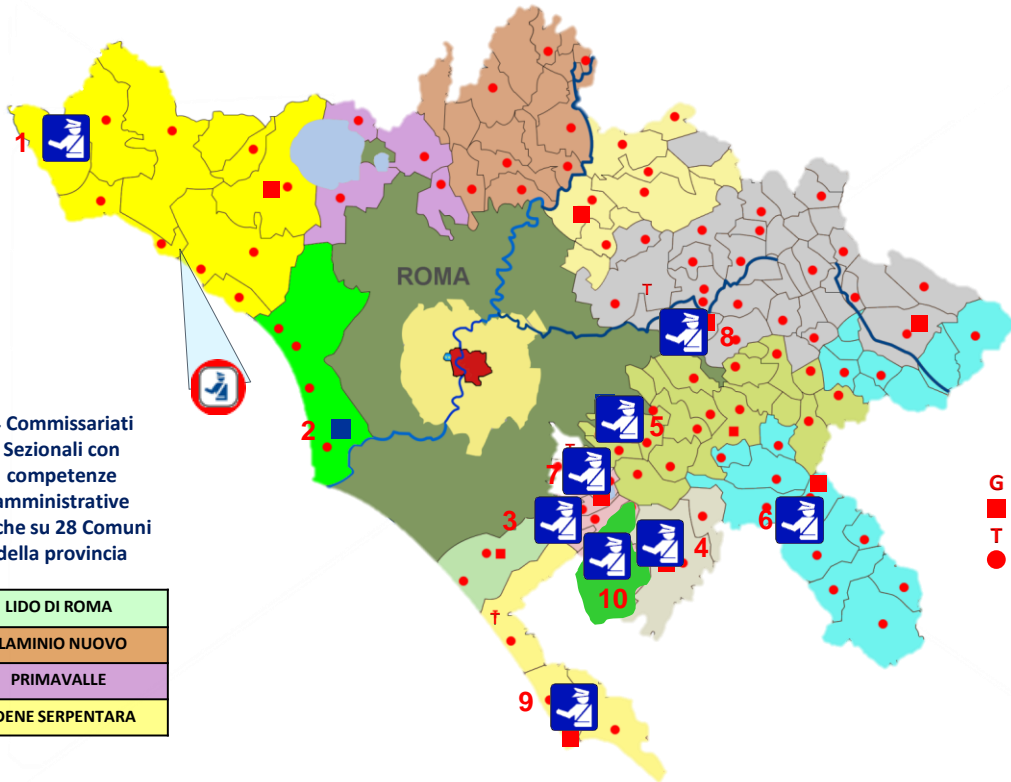 1
ROMA
T
8
2
Commissariati
Sezionali con
competenze
amministrative
che su 28 Comuni
della provincia
5
7
3
6
4
10
G
T
LIDO DI ROMA
LAMINIO NUOVO
PRIMAVALLE
DENE SERPENTARA
T
9